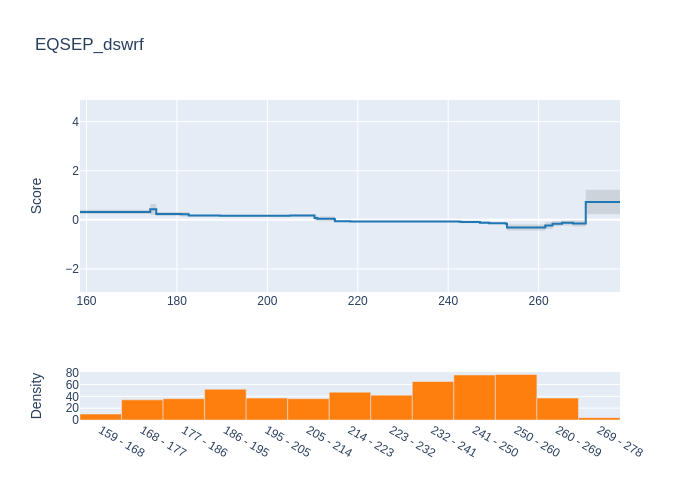 EQSEP_dswrf
Score
4
2
0
−2
160
180
200
220
240
260
Density
80
60
40
20
0
159 - 168
168 - 177
177 - 186
186 - 195
195 - 205
205 - 214
214 - 223
223 - 232
232 - 241
241 - 250
250 - 260
260 - 269
269 - 278